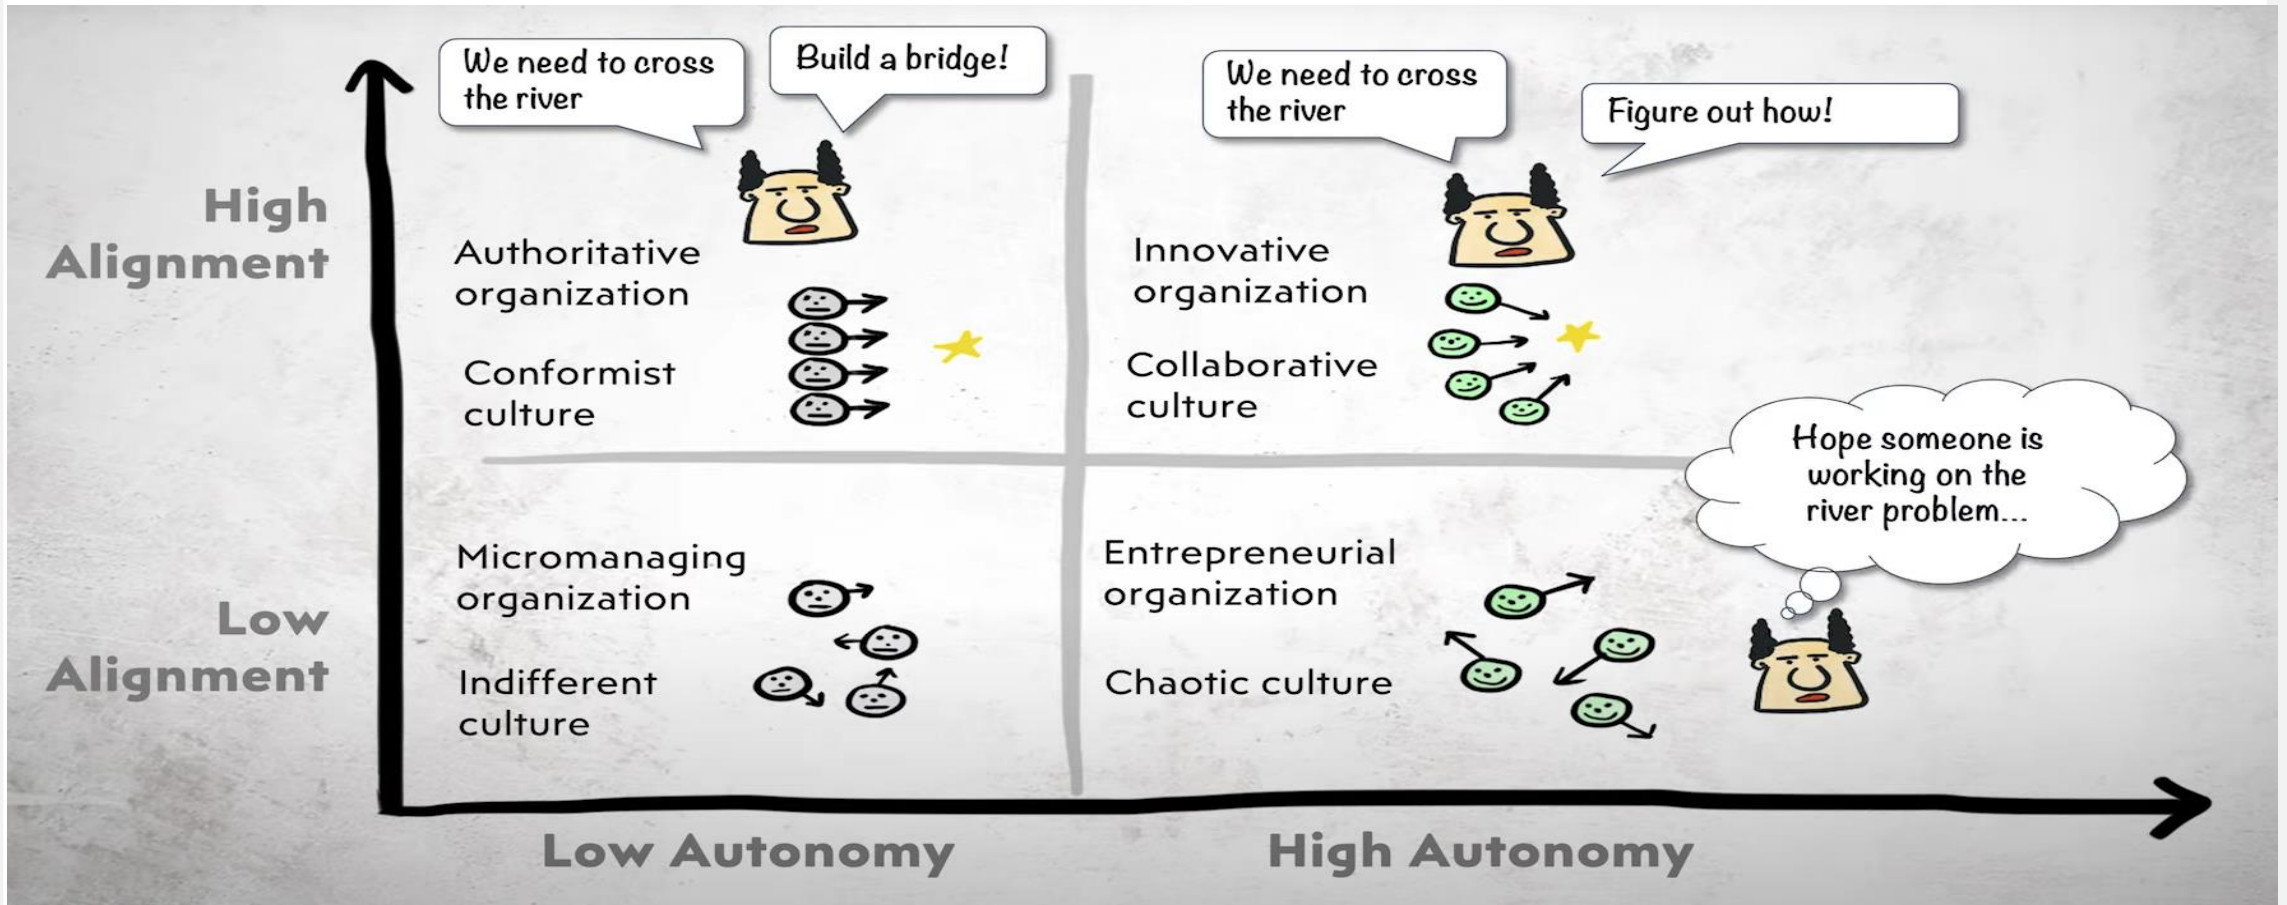 We need to cross
the river
Build a bridge!
We need to cross
the river
Figure out how!
High
Alignment
Authoritative
organization
Conformist
culture
Innovative
organization
Collaborative
culture
Hope someone is
working on the
river problem...
Low
Alignment
Micromanaging
organization
Indifferent
culture
Entrepreneurial
organization
Chaotic culture
Low Autonomy
High Autonomy